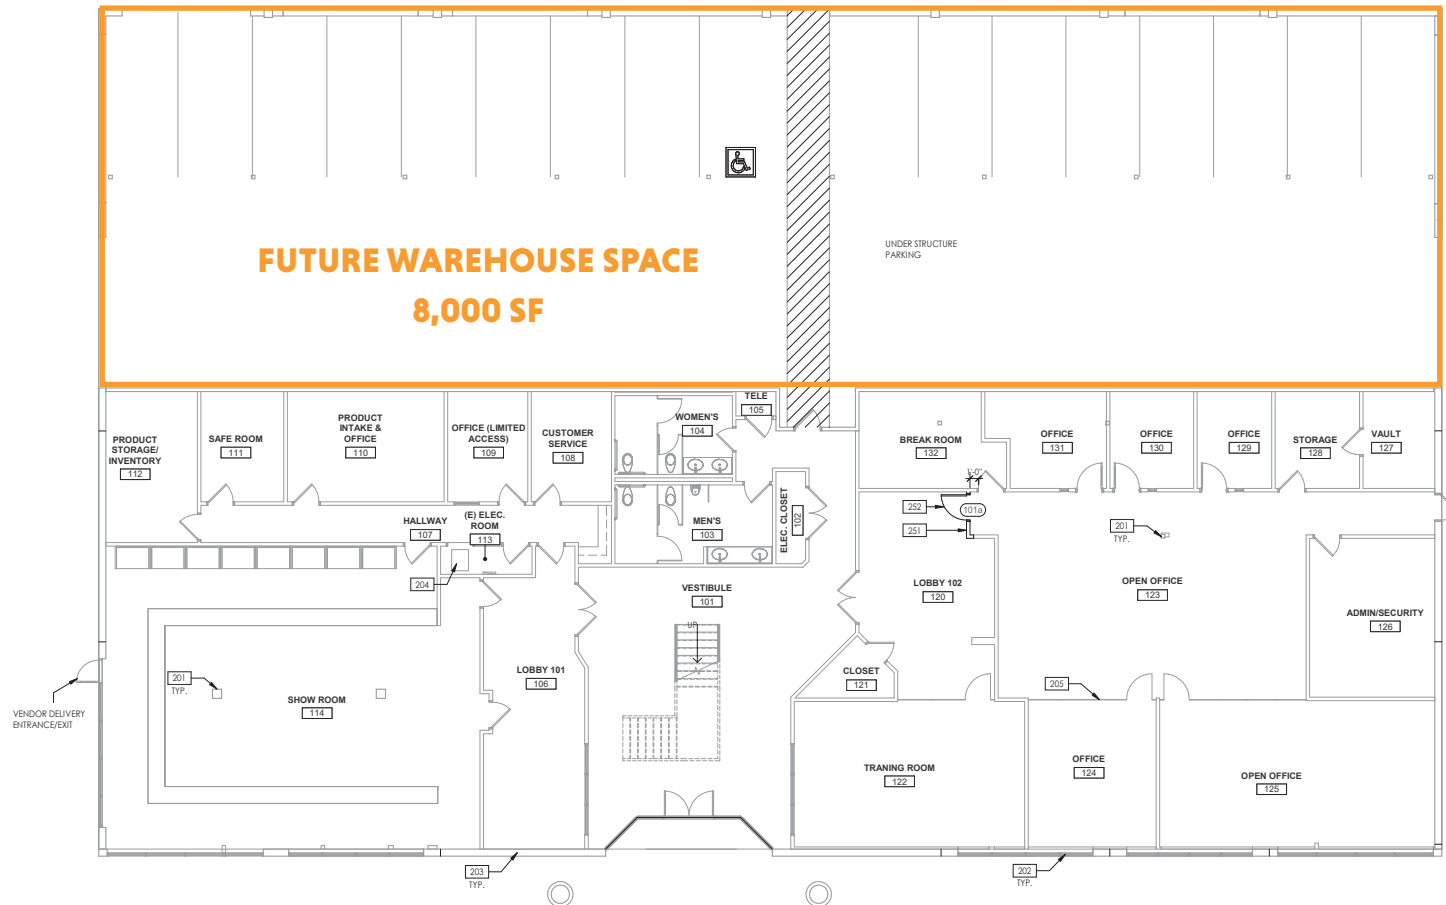 FUTURE WAREHOUSE SPACE
8,000 SF
UNDER STRUCTURE
PARKING
PRODUCT
STORAGE/
INVENTORY
112
SAFE ROOM
111
PRODUCT
INTAKE &
OFFICE
110
OFFICE (LIMITED
ACCESS)
109
CUSTOMER
SERVICE
108
WOMEN'S
104
TELE
105
BREAK ROOM
132
OFFICE
131
OFFICE
130
OFFICE
129
STORAGE
128
VAULT
127
1'-0"
HALLWAY
107
(E) ELEC.
ROOM
113
MEN'S
103
ELEC. CLOSET
102
252
101a
251
201
TYP.
204
VESTIBULE
101
UP
LOBBY 102
120
OPEN OFFICE
123
ADMIN/SECURITY
126
LOBBY 101
106
CLOSET
121
201
TYP.
205
SHOW ROOM
114
VENDOR DELIVERY
ENTRANCE/EXIT
TRANING ROOM
122
OFFICE
124
OPEN OFFICE
125
203
TYP.
202
TYP.